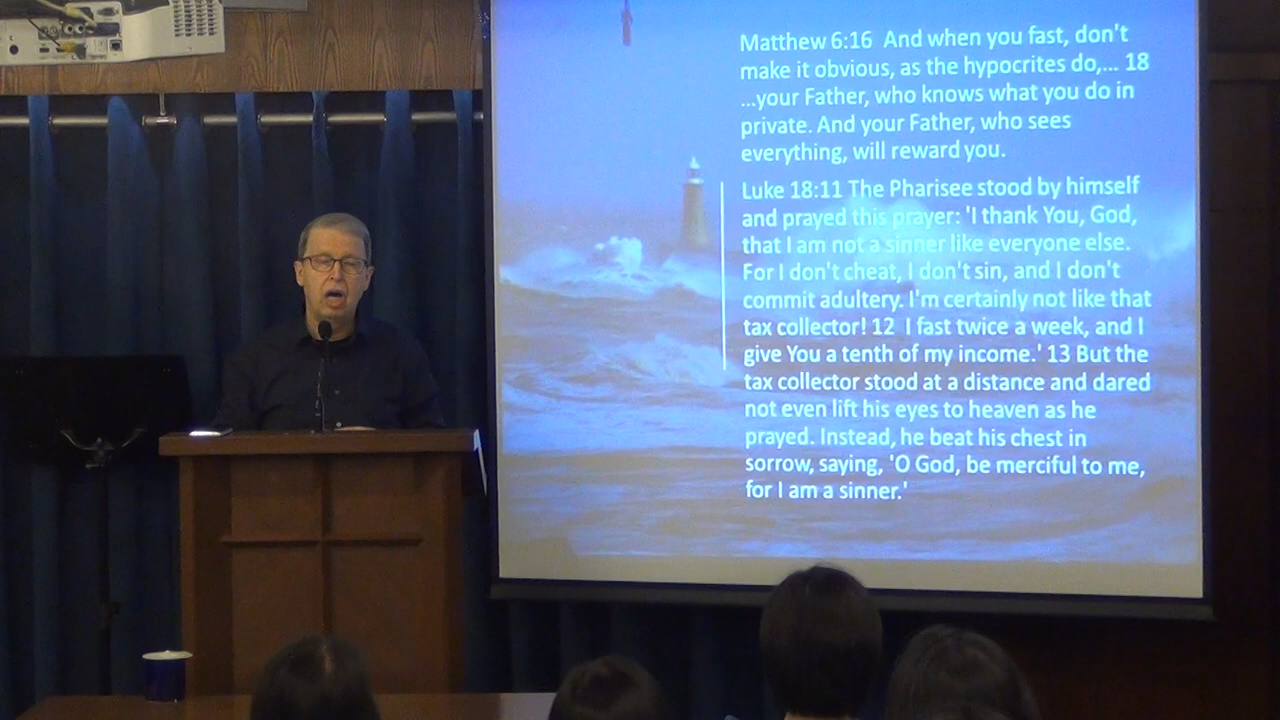 Matthew 6:16  And when you fast, don't
make it obvious, as the hypocrites do,... 18
...your Father, who knows what you do in
private. And your Father, who sees
everything, will reward you.
Luke 18:11 The Pharisee stood by himself
and prayed this prayer: 'I thank You, God,
that I am not a sinner like everyone else.
For I don't cheat, I don't sin, and I don't
commit adultery. I'm certainly not like that
tax collector! 12  I fast twice a week, and I
give You a tenth of my income.' 13 But the
tax collector stood at a distance and dared
not even lift his eyes to heaven as he
prayed. Instead, he beat his chest in
sorrow, saying, 'O God, be merciful to me,
for I am a sinner.'